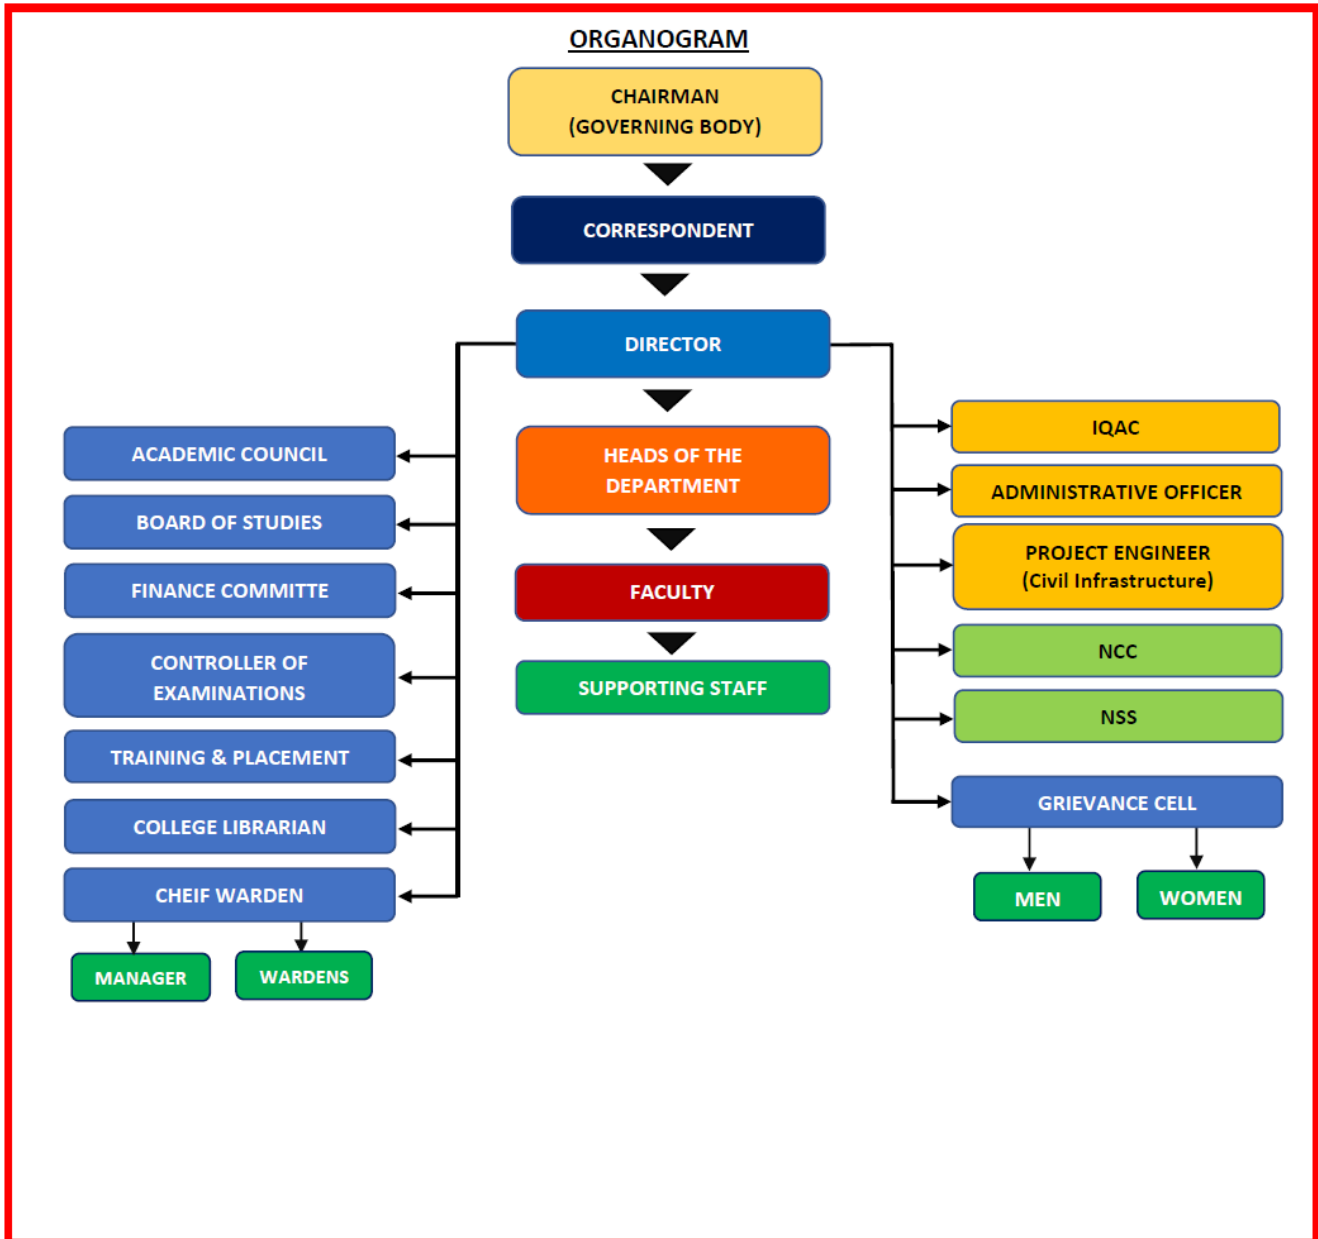 ORGANOGRAM
CHAIRMAN
(GOVERNING BODY)
CORRESPONDENT
DIRECTOR
HEADS OF THE
DEPARTMENT
FACULTY
SUPPORTING STAFF
ACADEMIC COUNCIL
BOARD OF STUDIES
FINANCE COMMITTE
CONTROLLER OF
EXAMINATIONS
TRAINING & PLACEMENT
COLLEGE LIBRARIAN
CHEIF WARDEN
MANAGER
WARDENS
IQAC
ADMINISTRATIVE OFFICER
PROJECT ENGINEER
(Civil Infrastructure)
NCC
NSS
GRIEVANCE CELL
MEN
WOMEN